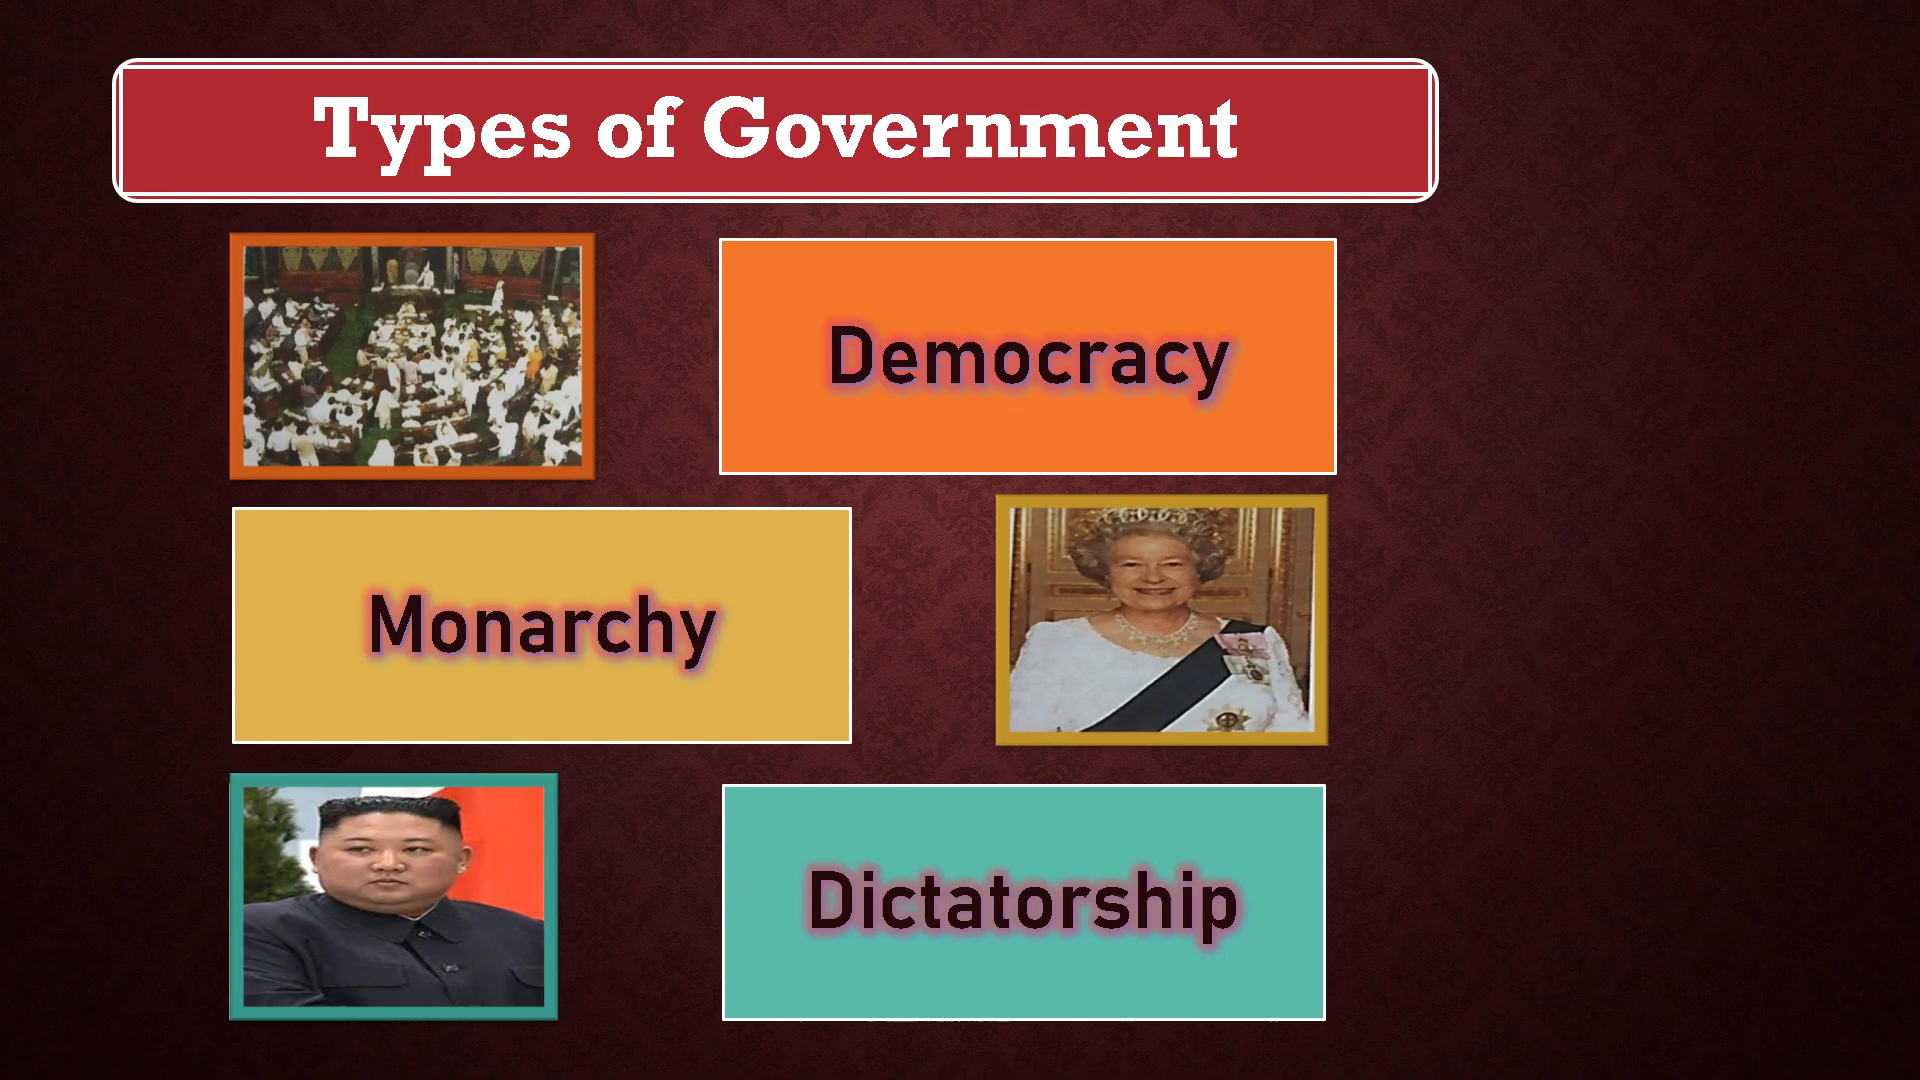 Types of Government
Democracy
Monarchy
Dictatorship